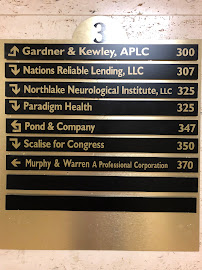 3
Gardner & Kewley, APLC 300
Nations Reliable Lending, LLC 307
Northlake Neurological Institute, LLC 325
Paradigm Health 325
Pond & Company 347
Scalise for Congress 350
Murphy & Warren A Professional Corporation 370